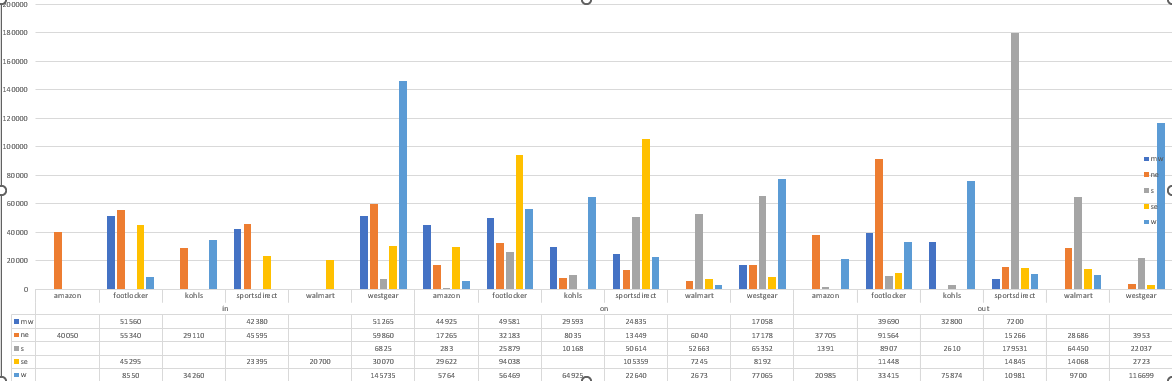 200000
180000
160000
140000
120000
100000
80000
60000
40000
20000
0
mw
ne
s
se
w
amazon footlocker kohls sportsdirect walmart westgear amazon footlocker kohls sportsdirect walmart westgear amazon footlocker kohls sportsdirect walmart westgear
in on out
mw 51560 42380 51265 44925 49581 29593 24835 17058 39690 32800 7200
ne 40050 55340 29110 45595 59860 17265 32183 8035 13449 6040 17178 37705 91564 15266 28686 3953
s 6825 283 25879 10168 50614 52663 65352 1391 8907 2610 179531 22037
se 45295 23395 20700 30070 29622 94038 105359 7245 8192 11448 14845 14068 2723
w 8550 34260 145735 5764 56469 64925 22640 2673 77065 20985 33415 75874 10981 9700 116699